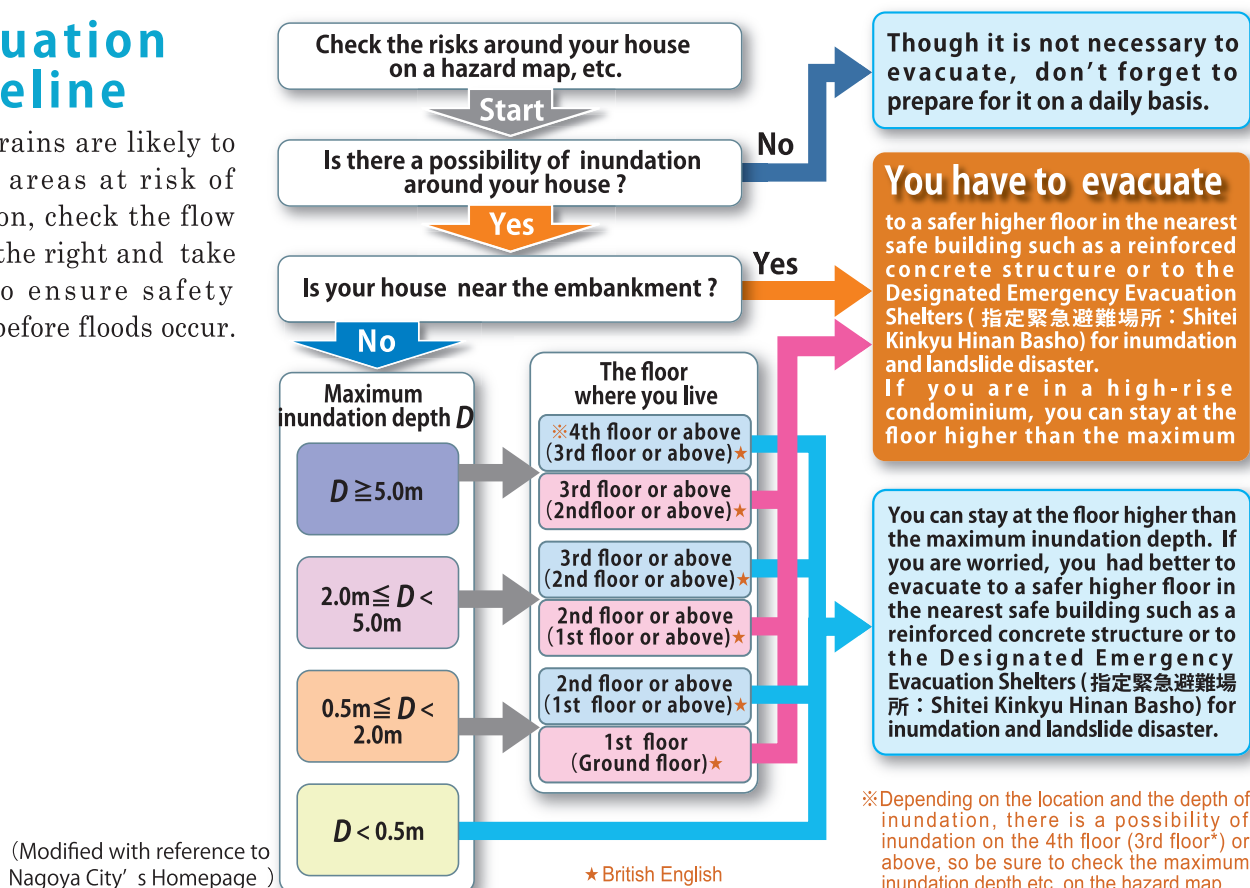 uation
eline
rains are likely to
areas at risk of
on, check the flow
the right and take
o ensure safety
before floods occur.
Check the risks around your house
on a hazard map, etc.
Start
Is there a possibility of inundation
around your house ?
No
Yes
Is your house near the embankment ?
Yes
No
Maximum
inundation depth D
D ≧5.0m
2.0m≦ D <
5.0m
0.5m≦ D <
2.0m
D < 0.5m
The floor
where you live
※4th floor or above
(3rd floor or above)★
3rd floor or above
(2ndfloor or above)★
3rd floor or above
(2nd floor or above)★
2nd floor or above
(1st floor or above)★
2nd floor or above
(1st floor or above)★
1st floor
(Ground floor)★
Though it is not necessary to
evacuate, don't forget to
prepare for it on a daily basis.
You have to evacuate
to a safer higher floor in the nearest
safe building such as a reinforced
concrete structure or to the
Designated Emergency Evacuation
Shelters ( 指定緊急避難場所：Shitei
Kinkyu Hinan Basho) for inumdation
and landslide disaster.
If you are in a high-rise
condominium, you can stay at the
floor higher than the maximum
You can stay at the floor higher than
the maximum inundation depth. If
you are worried, you had better to
evacuate to a safer higher floor in
the nearest safe building such as a
reinforced concrete structure or to
the Designated Emergency
Evacuation Shelters ( 指定緊急避難場
所：Shitei Kinkyu Hinan Basho) for
inumdation and landslide disaster.
※Depending on the location and the depth of
inundation, there is a possibility of
inundation on the 4th floor (3rd floor*) or
above, so be sure to check the maximum
inundation depth etc. on the hazard map.
★British English
(Modified with reference to
Nagoya City' s Homepage )